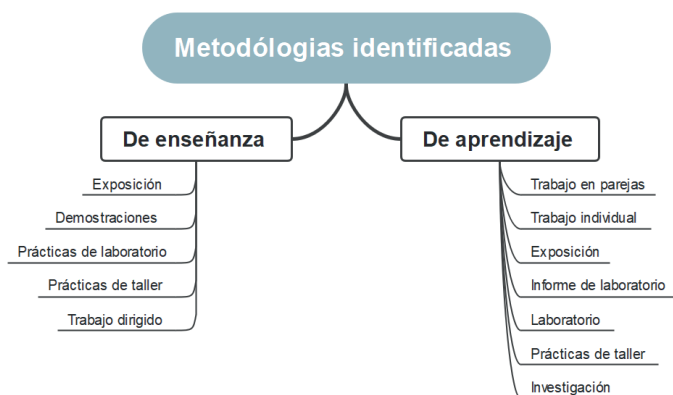 Metodólogias identificadas
De enseñanza
Exposición
Demostraciones
Prácticas de laboratorio
Prácticas de taller
Trabajo dirigido
De aprendizaje
Trabajo en parejas
Trabajo individual
Exposición
Informe de laboratorio
Laboratorio
Prácticas de taller
Investigación